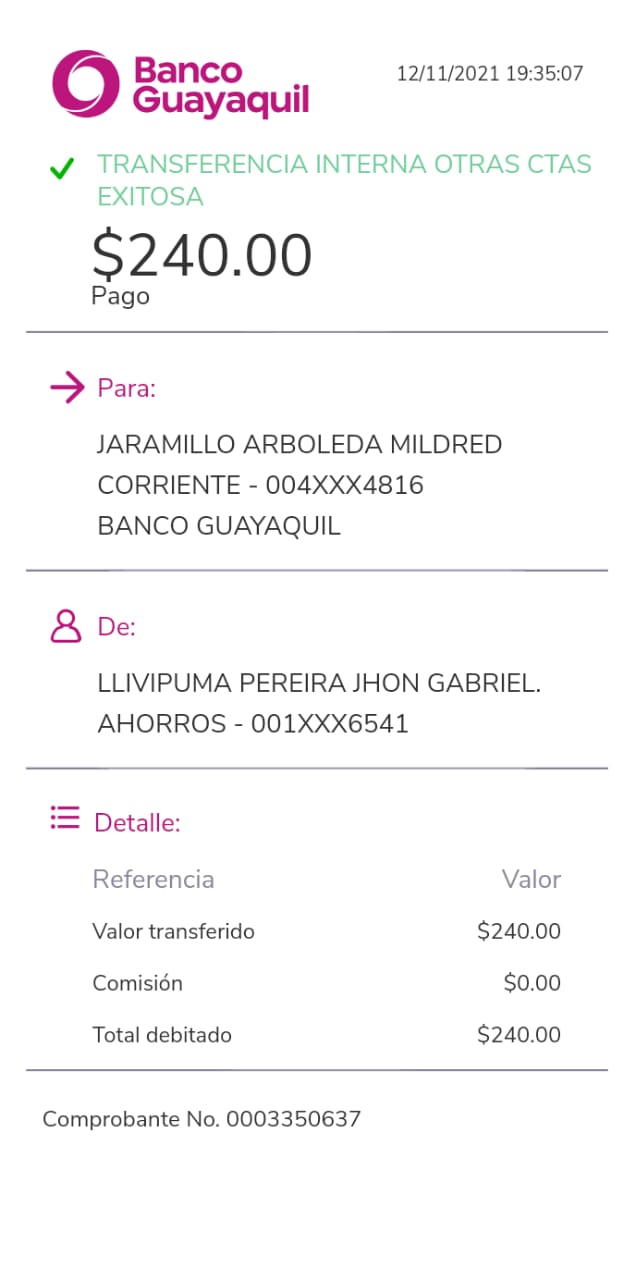 Banco
Guayaquil
12/11/2021 19:35:07
TRANSFERENCIA INTERNA OTRAS CTAS
EXITOSA
$240.00
Pago
Para:
JARAMILLO ARBOLEDA MILDRED
CORRIENTE - 004XXX4816
BANCO GUAYAQUIL
De:
LLIVIPUMA PEREIRA JHON GABRIEL.
AHORROS - 001XXX6541
Detalle:
Referencia Valor
Valor transferido $240.00
Comisión $0.00
Total debitado $240.00
Comprobante No. 0003350637